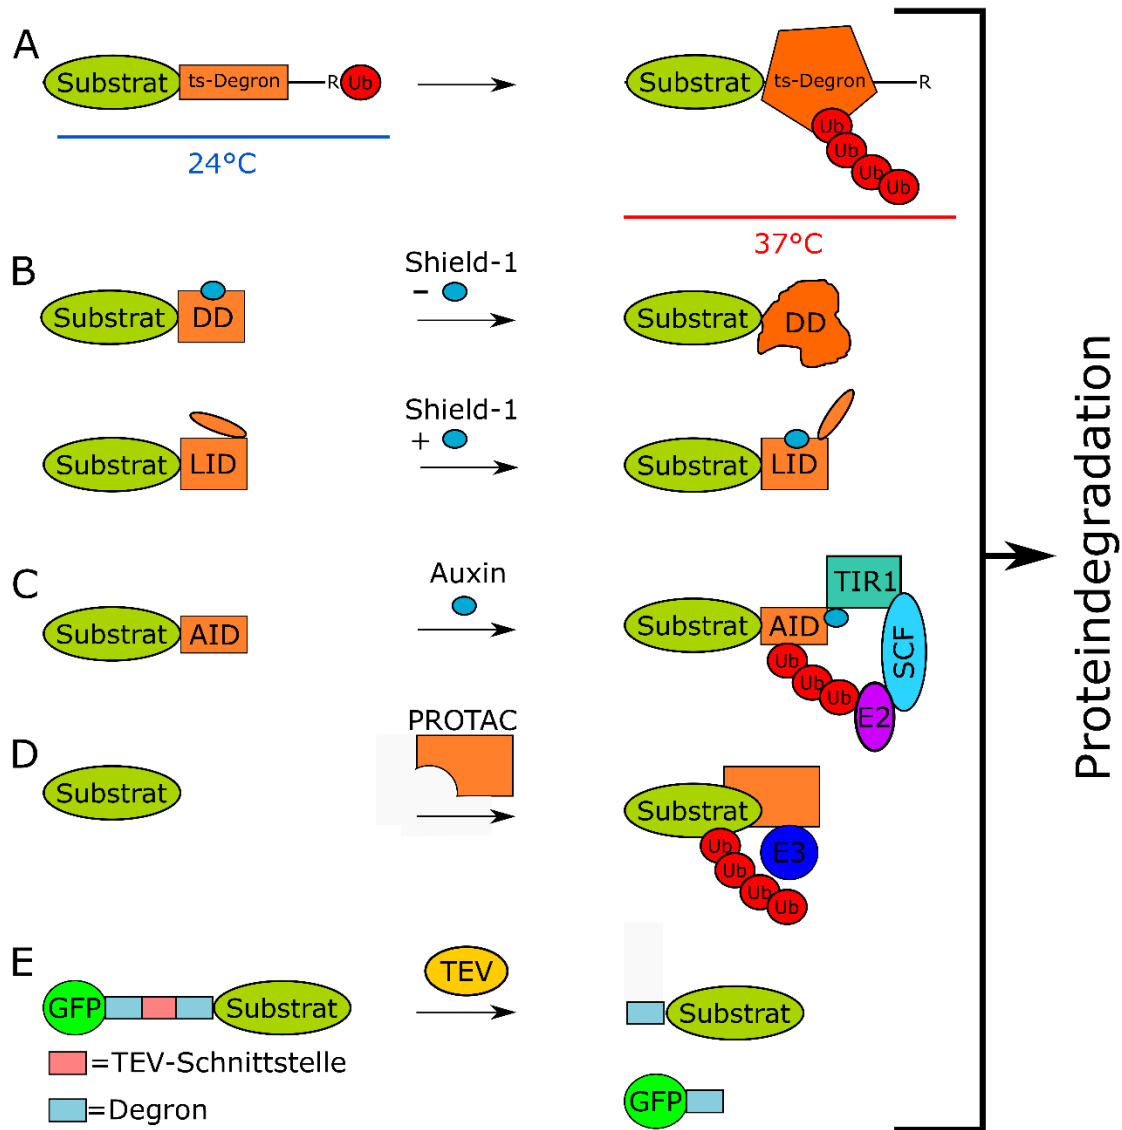 A
Substrat ts-Degron R Ub
24°C
Substrat ts-Degron R
Ub
Ub
Ub
Ub
37°C
B
Substrat DD
Shield-1
-
Substrat DD
Substrat LID
Shield-1
+
Substrat LID
C
Substrat AID
Auxin
TIR1
Substrat AID
SCF
Ub
Ub
Ub
E2
D
Substrat
PROTAC
Substrat
E3
Ub
Ub
Ub
Ub
E
GFP Substrat
TEV
Substrat
GFP
=TEV-Schnittstelle
=Degron
Proteindegradation